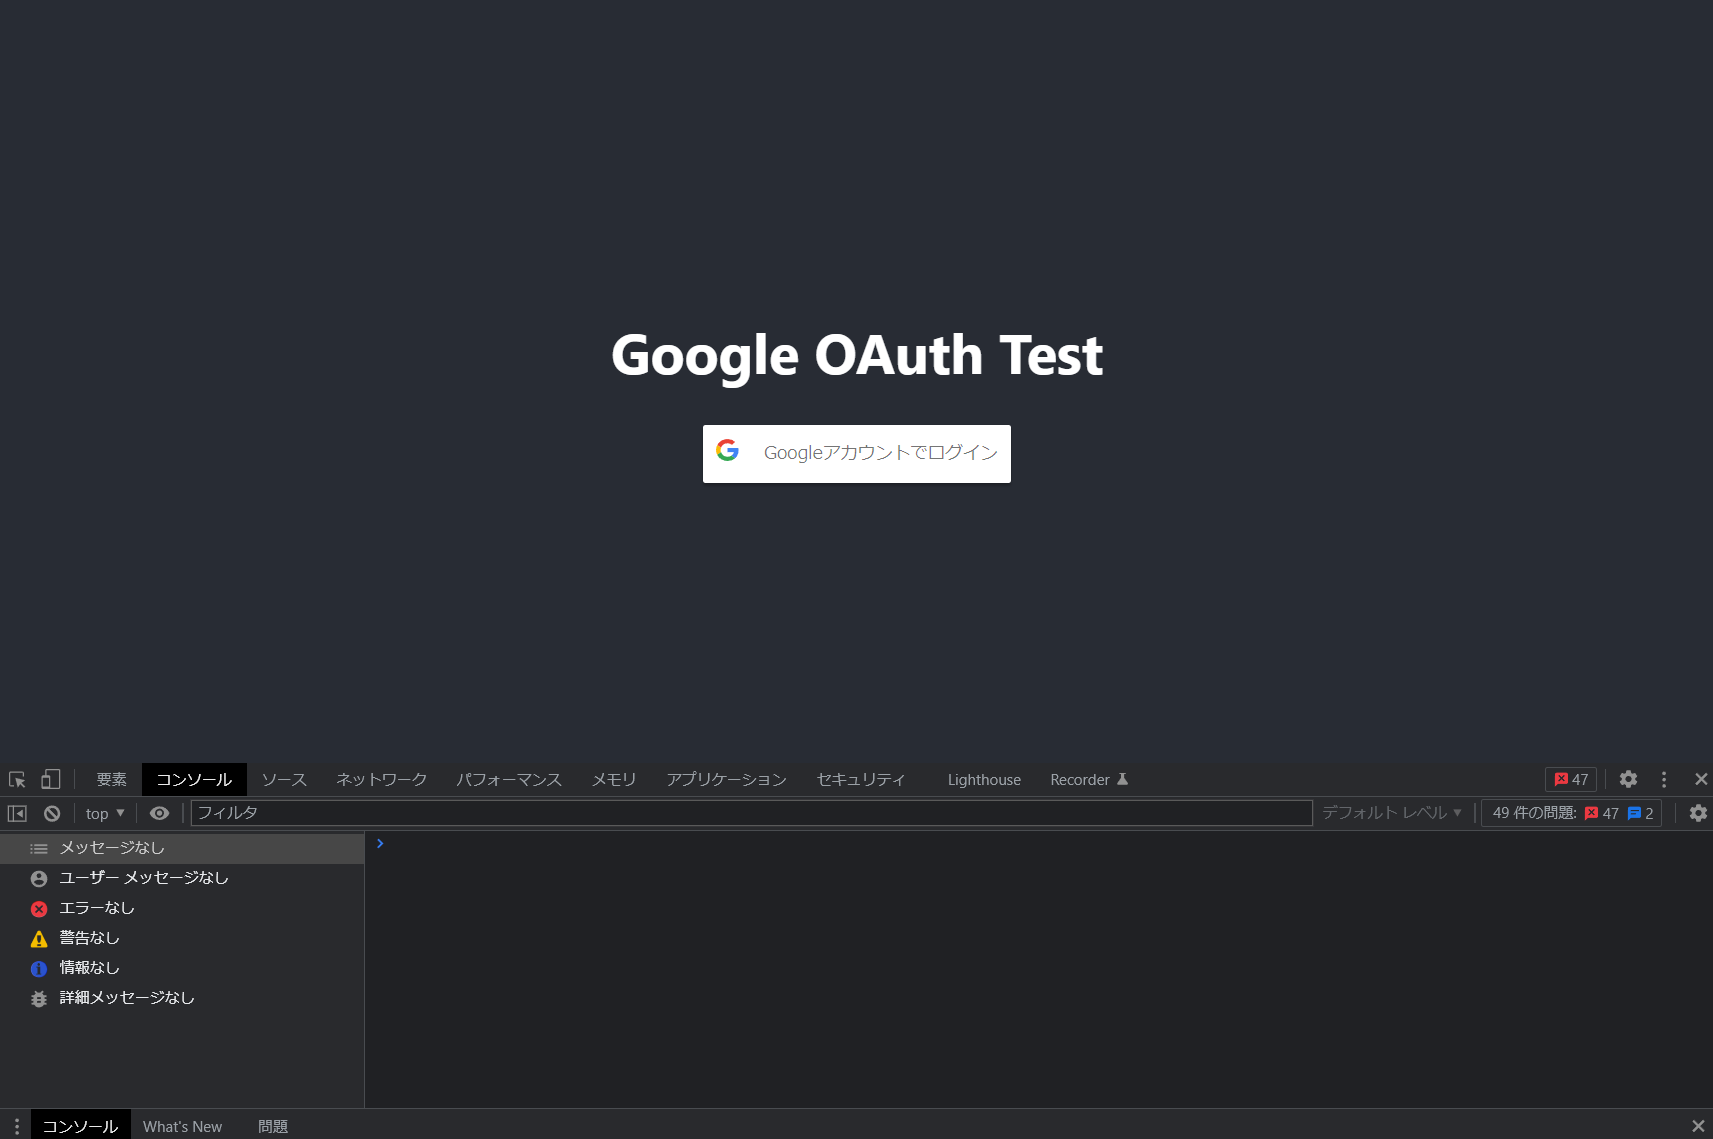 Google OAuth Test
Googleアカウントでログイン
要素 コンソール ソース ネットワーク パフォーマンス メモリ アプリケーション セキュリティ Lighthouse Recorder 47
top フィルタ デフォルト レベル 49 件の問題: 47 2
メッセージなし
ユーザー メッセージなし
エラーなし
警告なし
情報なし
詳細メッセージなし
コンソール What's New 問題